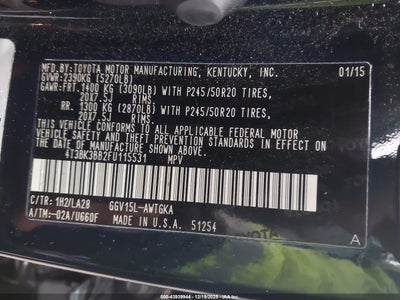 MFD.BY:TOYOTA MOTOR MANUFACTURING, KENTUCKY, INC. 01/15
GVWR:2390KG (5270LB)
GAWR:FRT.1400 KG (3090LB) WITH P245/50R20 TIRES,
20X7.5J RIMS.
RR. 1300 KG (2870LB) WITH P245/50R20 TIRES,
20X7.5J RIMS.
THIS VEHICLE CONFORMS TO ALL APPLICABLE FEDERAL MOTOR
VEHICLE SAFETY AND THEFT PREVENTION STANDARDS IN
EFFECT ON THE DATE OF MANUFACTURE SHOWN ABOVE.
4T3BK3BB2FU115531 MPV
C/TR: 1H2/LA28 GGV15L-AWTGKA
A/TM:-02A/U660F MADE IN U.S.A. 51254
A
000-43939944 - 12/19/2025 - IAA Inc.